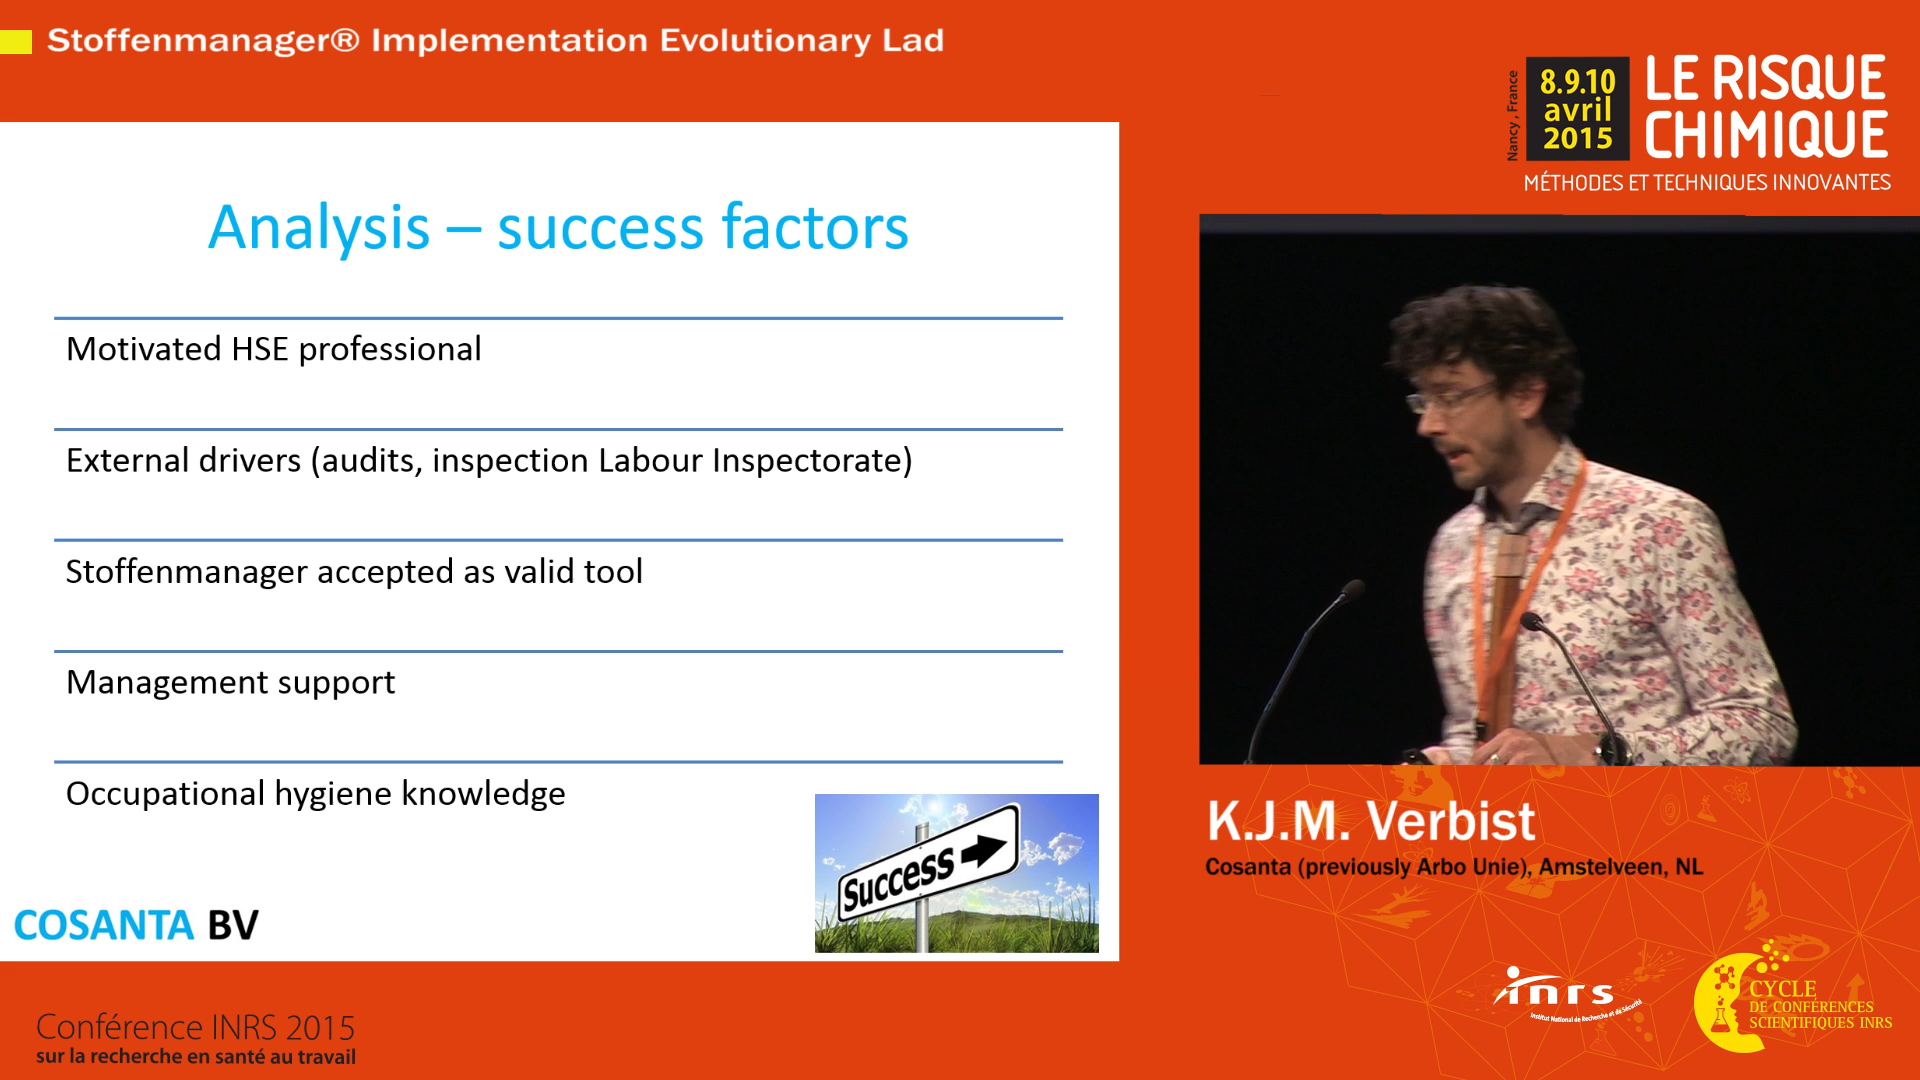 Stoffenmanager® Implementation Evolutionary Lad
Nancy, France
8.9.10
avril
2015
LE RISQUE
CHIMIQUE
MÉTHODES ET TECHNIQUES INNOVANTES
Analysis – success factors
Motivated HSE professional
External drivers (audits, inspection Labour Inspectorate)
Stoffenmanager accepted as valid tool
Management support
Occupational hygiene knowledge
Success
COSANTA BV
K.J.M. Verbist
Cosanta (previously Arbo Unie), Amstelveen, NL
Conférence INRS 2015
sur la recherche en santé au travail
inrs
Institut National de Recherche et de Sécurité
CYCLE
DE CONFÉRENCES
SCIENTIFIQUES INRS